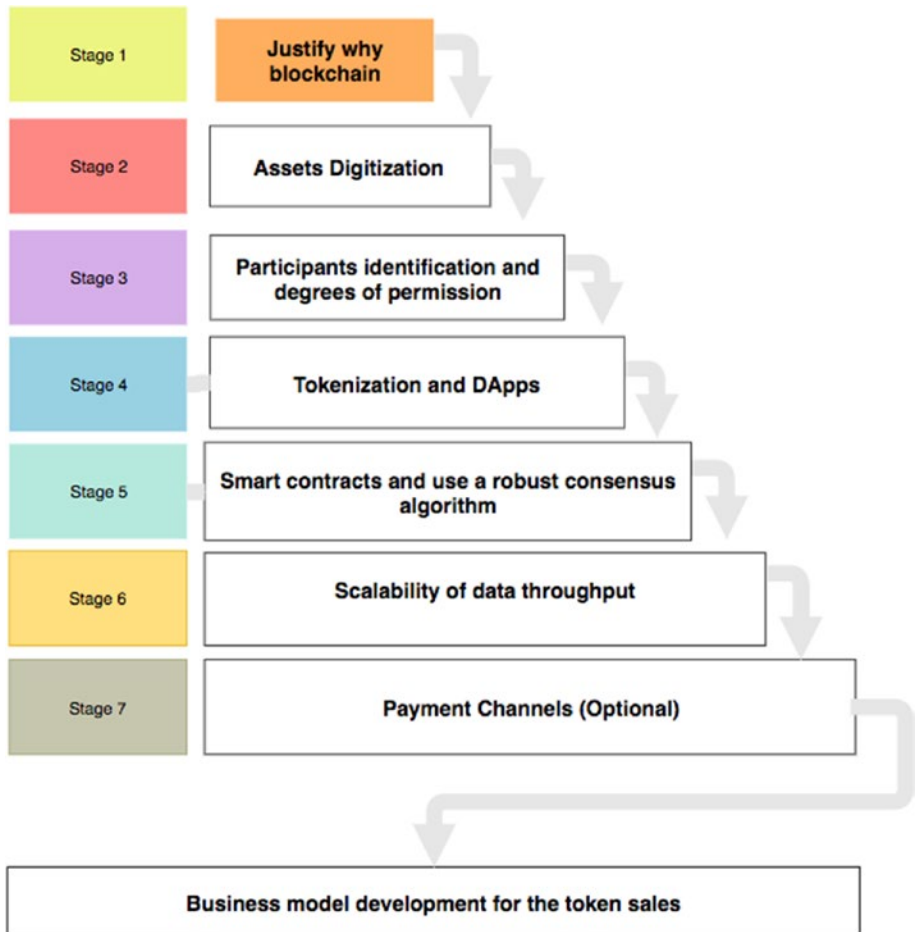 Stage 1
Justify why
blockchain
Stage 2
Assets Digitization
Stage 3
Participants identification and
degrees of permission
Stage 4
Tokenization and DApps
Stage 5
Smart contracts and use a robust consensus
algorithm
Stage 6
Scalability of data throughput
Stage 7
Payment Channels (Optional)
Business model development for the token sales